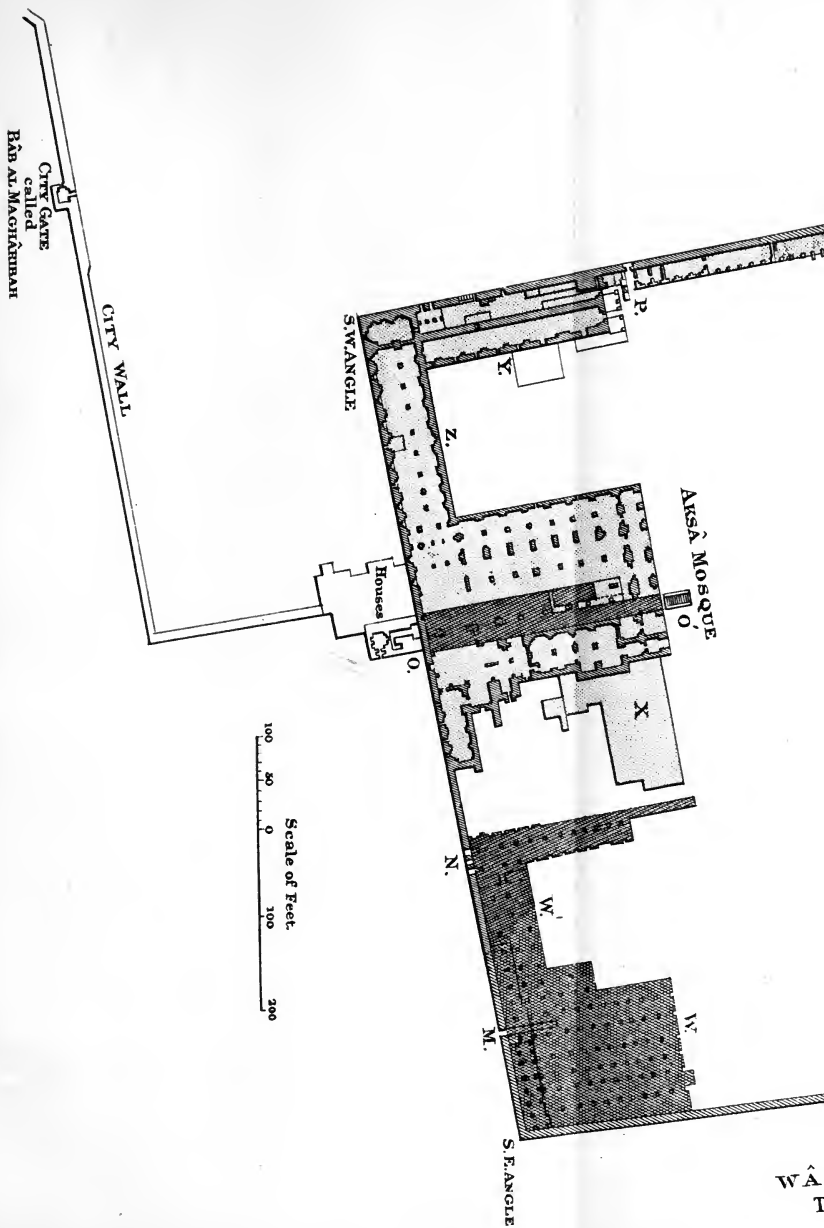 CITY GATE
called
BÂB AL MAGHÂRIBAH
CITY WALL
S.W. ANGLE
P.
Y.
Z.
AKSÂ MOSQUE
O'
Houses
O.
X
N.
W.'
W.
M.
S.E. ANGLE
Scale of Feet.
100 50 0 100 200
WÂ
T